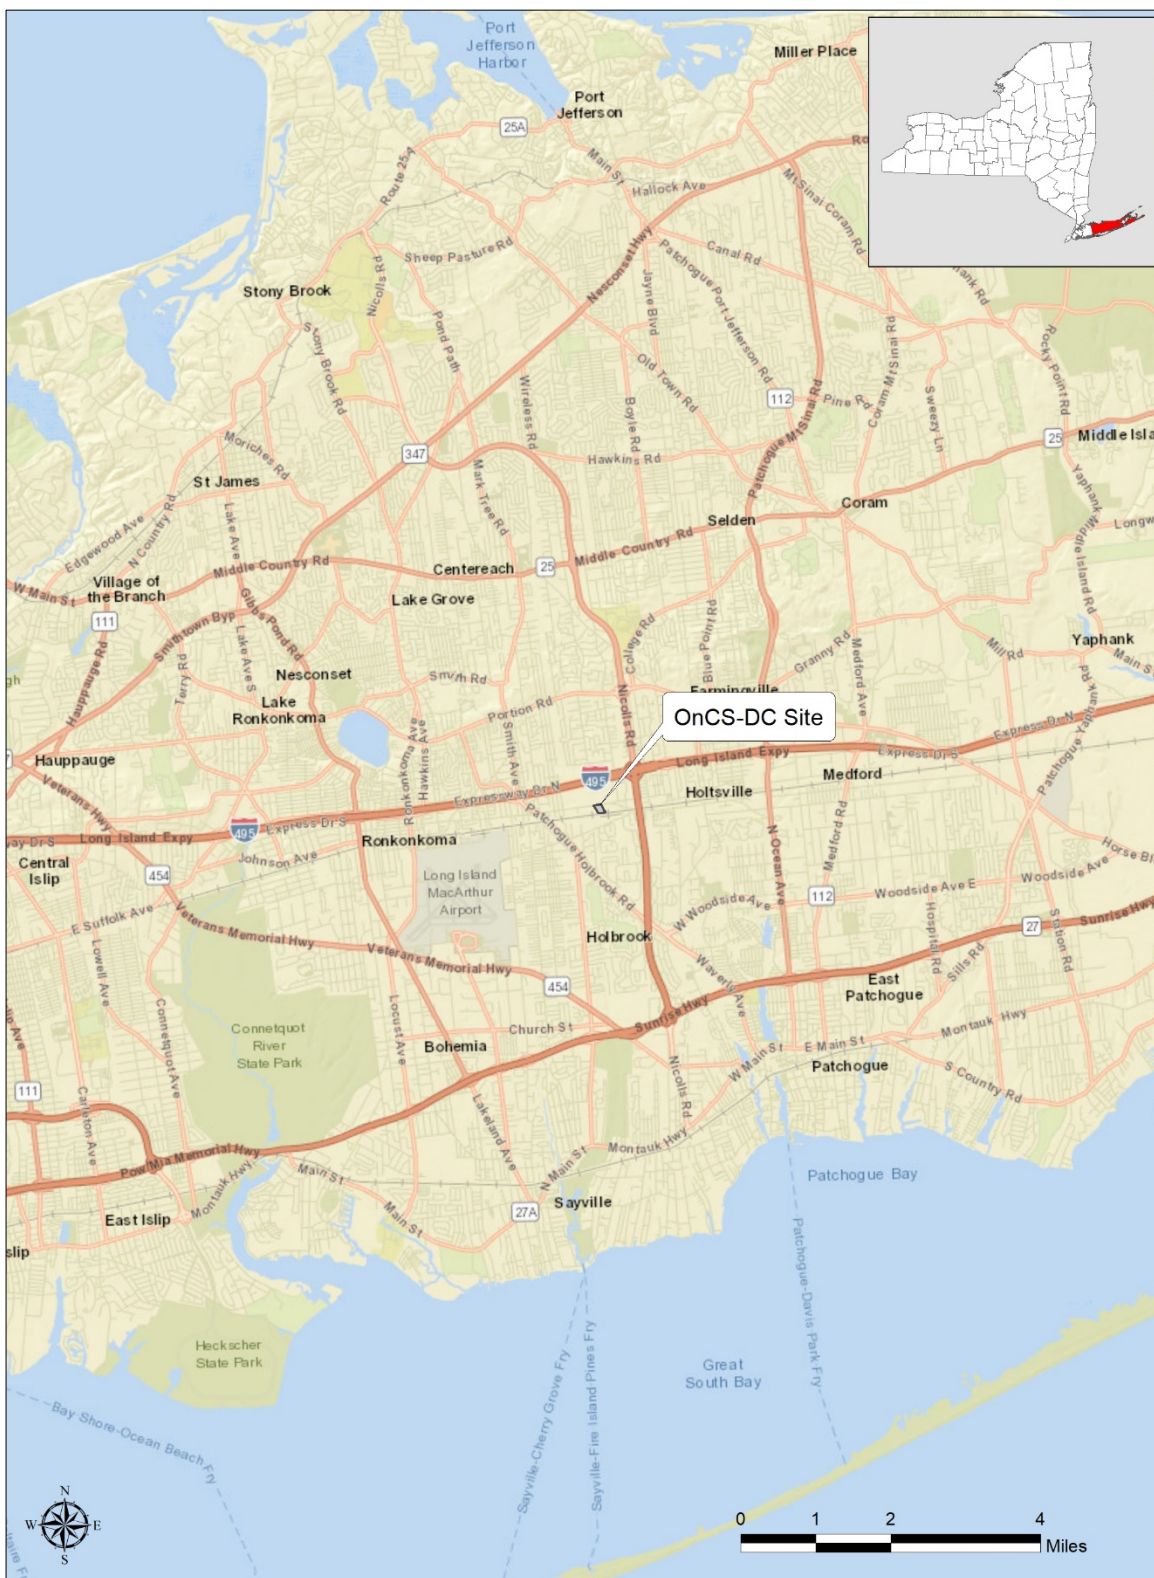 Port
Jefferson
Harbor
Miller Place
Port
Jefferson
25A
Route 25A
Main St
Hallock Ave
Mt Sinai Coram Rd
Nicolls Rd
Sheep Pasture Rd
Nesconset Hwy
Canal Rd
Stony Brook
Jayne Blvd
Patchogue Port Jefferson Rd
Stony Brook Rd
Pond Path
Wireless Rd
Old Town Rd
Boyle Rd
112
Pine Rd
Patchogue Mt Sinai Rd
Coram Mt Sinai Rd
Sweezy Ln
Rocky Point Rd
25
Moriches Rd
347
Hawkins Rd
Mark Tree Rd
St James
Coram
Selden
Edgewood Ave
N Country Rd
Lake Ave
Yaphank Middle Island Rd
Middle Country Rd
Centereach
25
Middle Country Rd
Village of
the Branch
W Main St
Lake Grove
111
Smithtown Byp
Gibbs Pond Rd
Lake Ave S
College Rd
Blue Point Rd
Granny Rd
Medford Ave
Mill Rd
Yaphank
Main St
Hauppauge Rd
Terry Rd
Nesconset
Smith Rd
Lake
Ronkonkoma
Portion Rd
Nicolls Rd
Farmingville
OnCS-DC Site
Hauppauge
Ronkonkoma Ave
Hawkins Ave
Smith Ave
Long Island Expy
Express Dr S
Express Dr N
Patchogue Yaphank Rd
Medford
Holtsville
495
Expressway Dr N
Veterans Memorial Hwy
Long Island Expy
495
Express Dr S
Ronkonkoma
Patchogue Holbrook Rd
Central
Islip
Johnson Ave
454
Long Island
MacArthur
Airport
N Ocean Ave
Medford Rd
Woodside Ave
Woodside Ave E
112
W Woodside Ave
E Suffolk Ave
Veterans Memorial Hwy
Veterans Memorial Hwy
Holbrook
Hospital Rd
Sills Rd
27
Sunrise Hwy
Station Rd
Lowell Ave
Connetquot Ave
454
Waverly Ave
East
Patchogue
Connetquot
River
State Park
Locust Ave
Church St
Sunrise Hwy
Bohemia
Montauk Hwy
E Main St
W Main St
Patchogue
S Country Rd
111
Carleton Ave
Lakeland Ave
Nicolls Rd
Pow/Mia Memorial Hwy
Montauk Hwy
Main St
N Main St
Montauk Hwy
Patchogue Bay
Sayville
East Islip
Main St
27A
Heckscher
State Park
Great
South Bay
Patchogue-Davis Park Fry
Sayville-Cherry Grove Fry
Sayville-Fire Island Pines Fry
Bay Shore-Ocean Beach Fry
N
W E
S
0 1 2 4
Miles